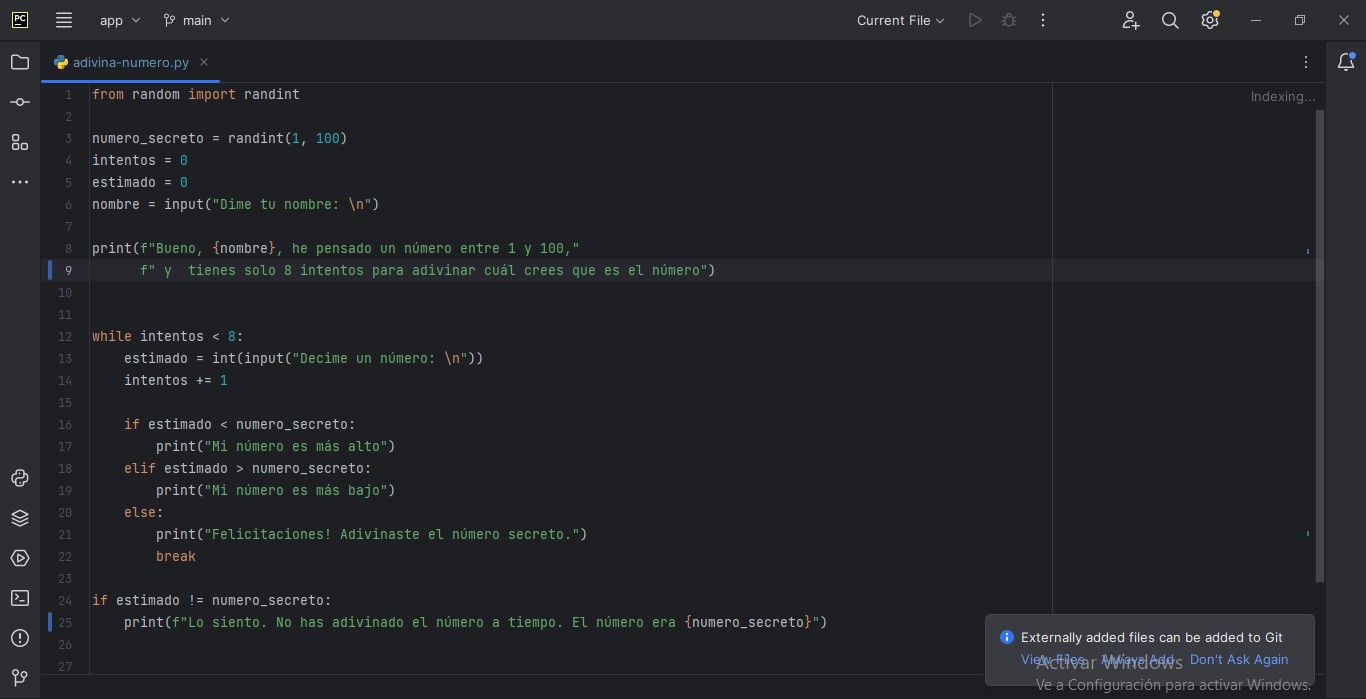 PC app main Current File
adivina-numero.py
Indexing...
1 from random import randint
2
3 numero_secreto = randint(1, 100)
4 intentos = 0
5 estimado = 0
6 nombre = input("Dime tu nombre: \n")
7
8 print(f"Bueno, {nombre}, he pensado un número entre 1 y 100,"
9 f" y  tienes solo 8 intentos para adivinar cuál crees que es el número")
10
11
12 while intentos < 8:
13 estimado = int(input("Decime un número: \n"))
14 intentos += 1
15
16 if estimado < numero_secreto:
17 print("Mi número es más alto")
18 elif estimado > numero_secreto:
19 print("Mi número es más bajo")
20 else:
21 print("Felicitaciones! Adivinaste el número secreto.")
22 break
23
24 if estimado != numero_secreto:
25 print(f"Lo siento. No has adivinado el número a tiempo. El número era {numero_secreto}")
26
27
Externally added files can be added to Git
View Files Always Add Don't Ask Again
Activar Windows
Ve a Configuración para activar Windows.